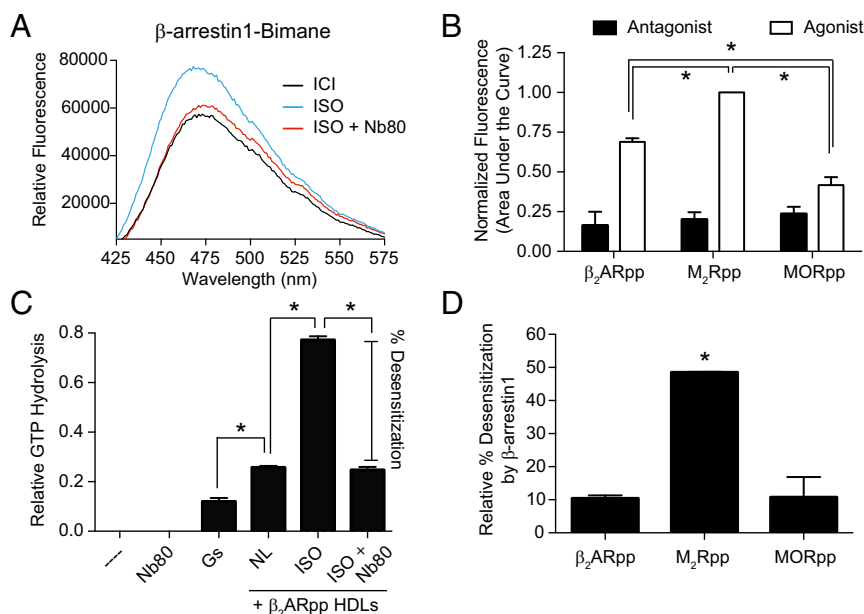 A
β-arrestin1-Bimane
Relative Fluorescence
80000
60000
40000
20000
ICI
ISO
ISO + Nb80
425 450 475 500 525 550 575
Wavelength (nm)
B
Antagonist
Agonist
Normalized Fluorescence
(Area Under the Curve)
1.25
1.00
0.75
0.50
0.25
0.00
*
* *
β₂ARpp M₂Rpp MORpp
C
Relative GTP Hydrolysis
0.8
0.6
0.4
0.2
0.0
* *
*
% Desensitization
---- Nb80 Gs NL ISO ISO +
Nb80
+ β₂ARpp HDLs
D
Relative % Desensitization
by β-arrestin1
60
50
40
30
20
10
0
*
β₂ARpp M₂Rpp MORpp